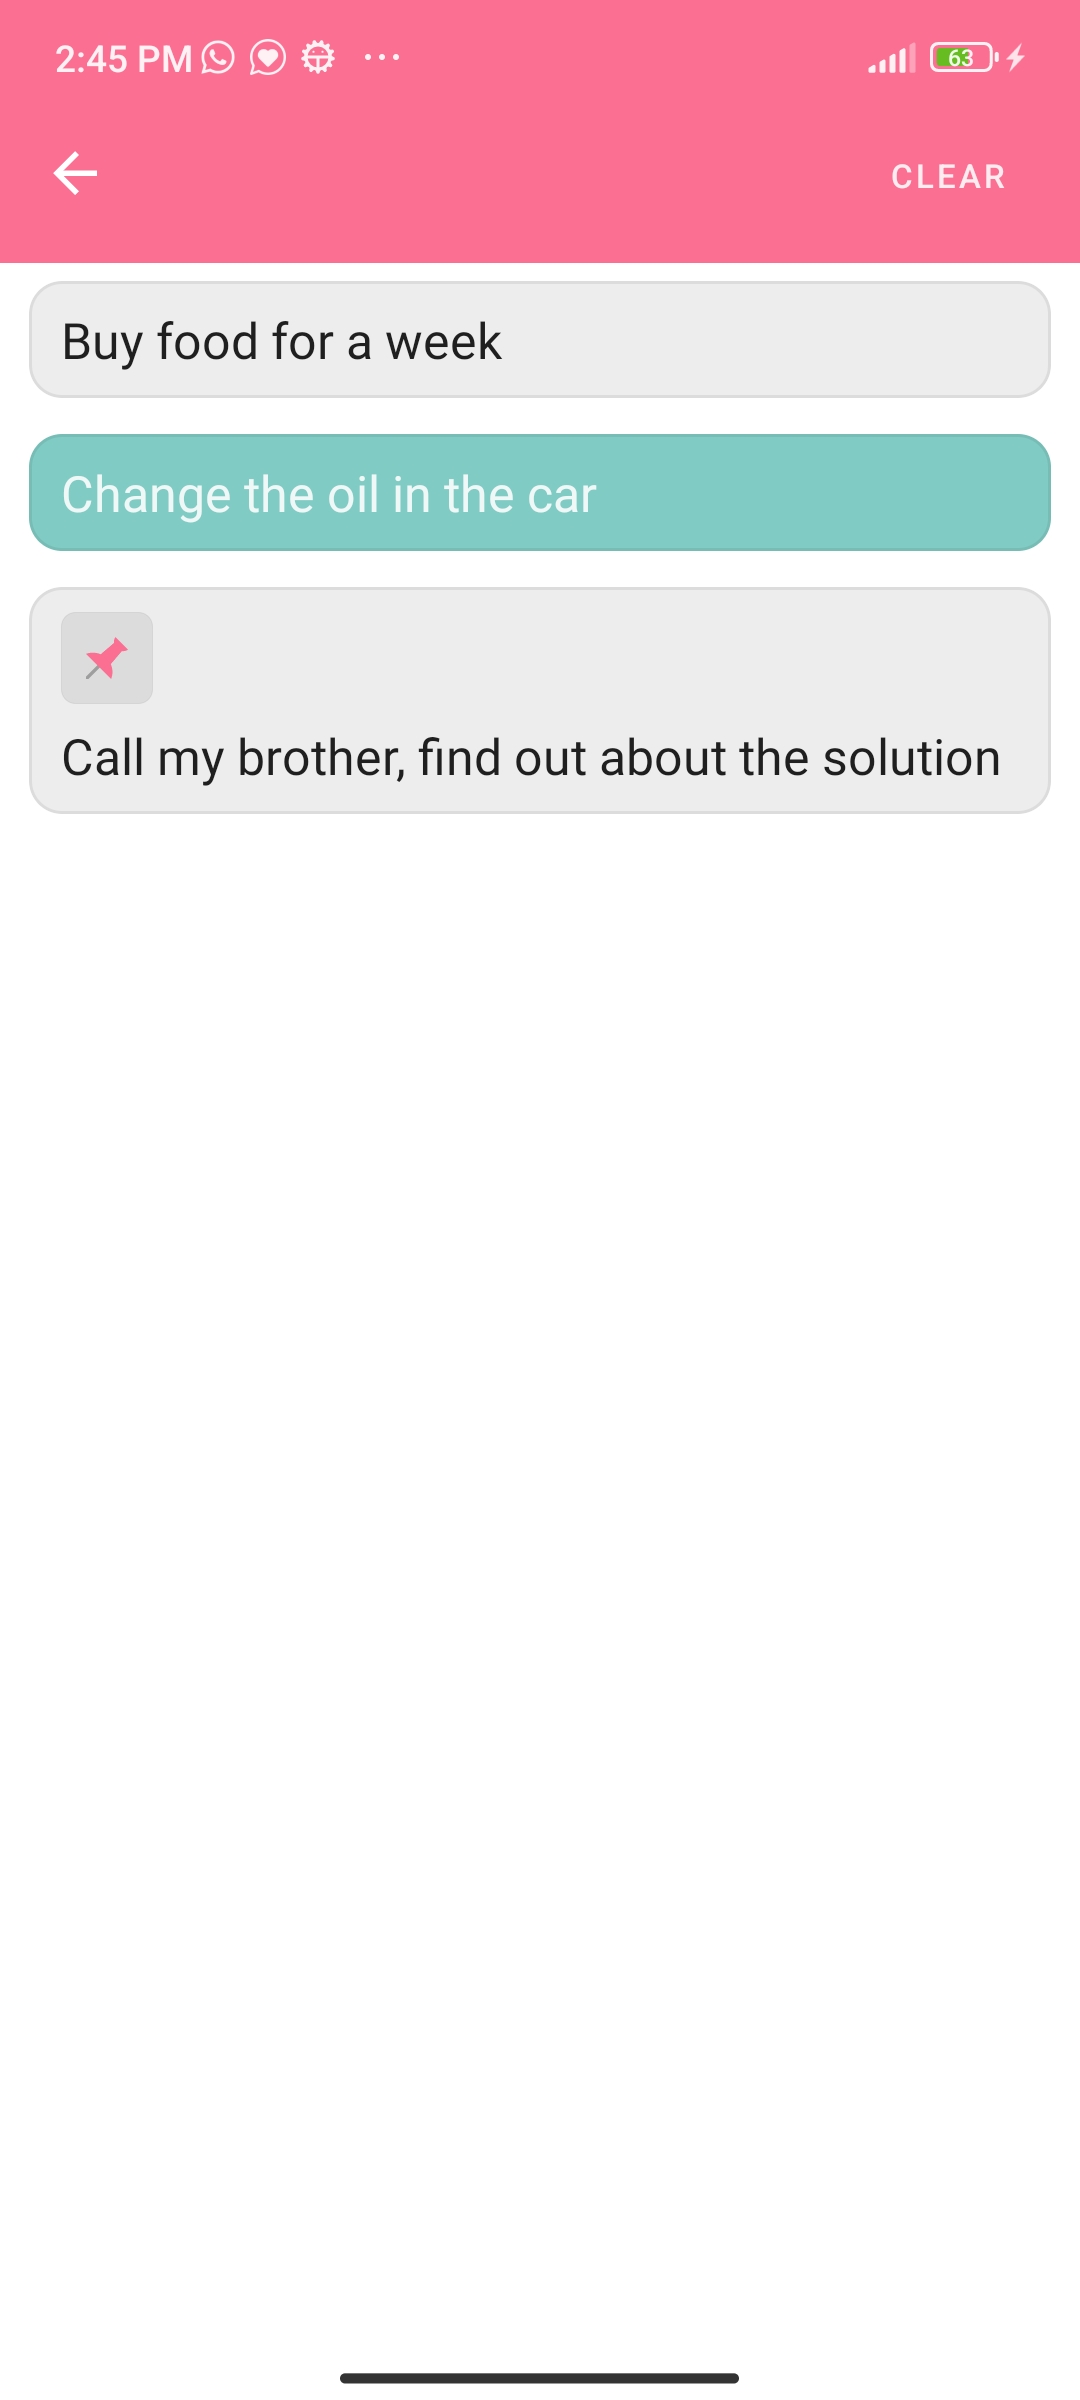 2:45 PM ... 63
CLEAR
Buy food for a week
Change the oil in the car
Call my brother, find out about the solution